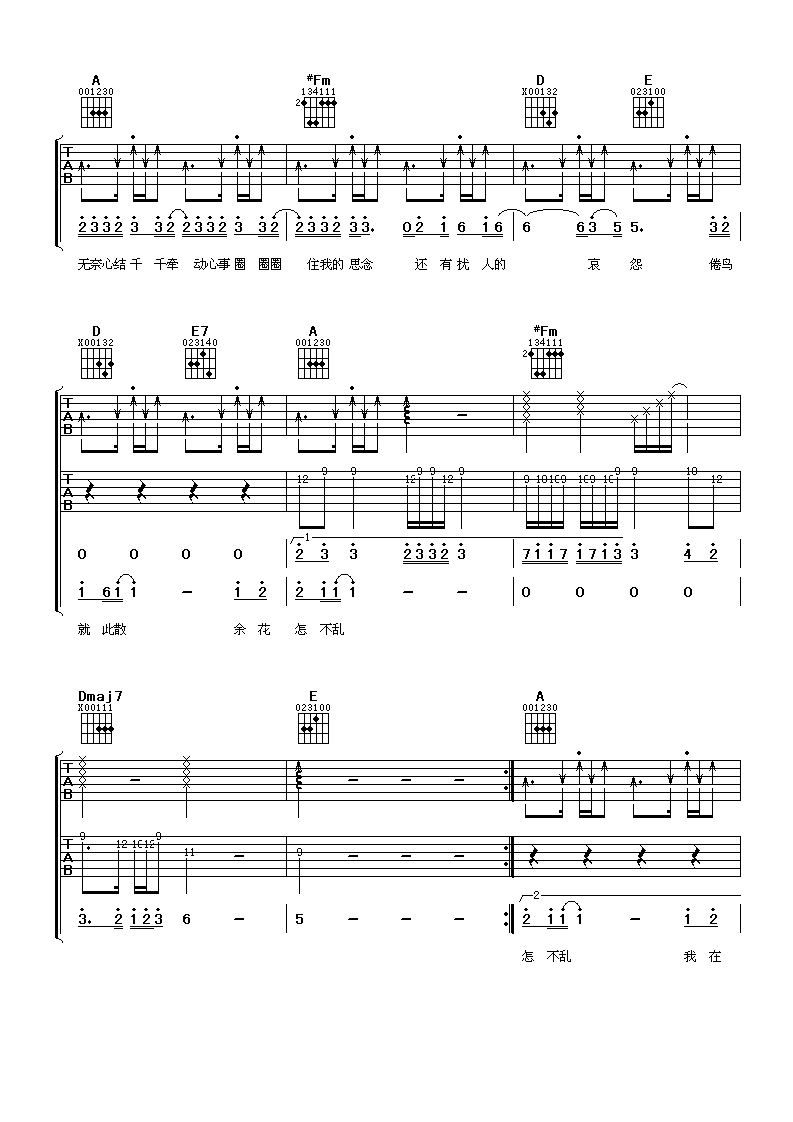 A #Fm D E
001230 134111 X00132 023100
2
T A B
2332 3 32 2332 3 32 2332 33. 02 1 6 16 6 63 5 5. 32
无奈心结 千 千牵 动心事 圈 圈圈 住我的 思念 还 有 扰 人的 哀 怨 倦鸟
D E7 A #Fm
X00132 023140 001230 134111
2
T A B –
T A B 12 9 9 12 9 9 12 9 9 10 10 9 10 9 10 9 9 10 12
1
0 0 0 0 2 3 3 2332 3 7117 1713 3 4 2
1 61 1 – 1 2 2 11 1 – – 0 0 0 0
就 此散 余 花 怎 不乱
Dmaj7 E A
X00111 023100 001230
T A B – – – –
T A B 9 12 10 12 9 11 – 9 – – –
2
3. 2 123 6 – 5 – – – 2 11 1 – 1 2
怎 不乱 我 在